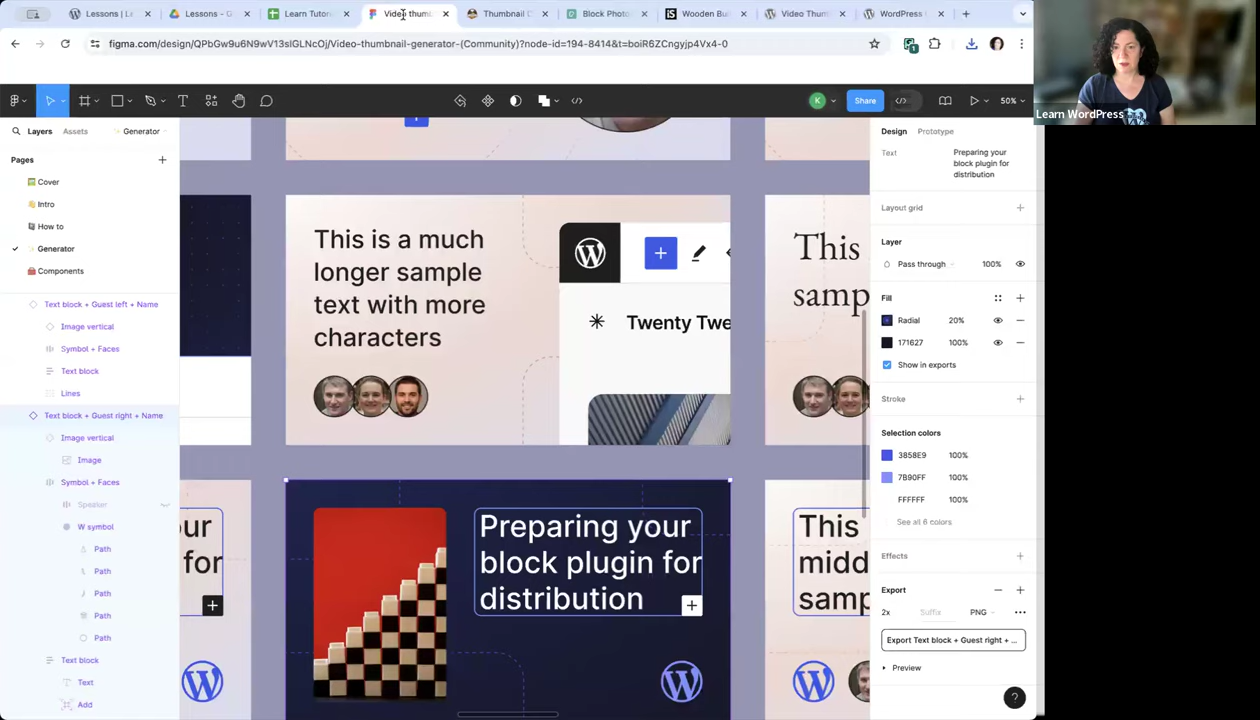 Lessons | L
Lessons - G
Learn Tutori
Video thumb
Thumbnail C
Block Photo
Wooden Bui
Video Thum
WordPress
figma.com/design/QPbGw9u6N9wV13sIGLNcOj/Video-thumbnail-generator-(Community)?node-id=194-8414&t=boiR6ZCngyjp4Vx4-0
1
Learn WordPress
K
Share
50%
Layers
Assets
Generator
Pages
Cover
Intro
How to
Generator
Components
Text block + Guest left + Name
Image vertical
Symbol + Faces
Text block
Lines
Text block + Guest right + Name
Image vertical
Image
Symbol + Faces
Speaker
W symbol
Path
Path
Path
Path
Path
Text block
Text
Add
This is a much
longer sample
text with more
characters
Twenty Twe
This
samp
our
for
Preparing your
block plugin for
distribution
This
midd
samp
Design
Prototype
Text
Preparing your
block plugin for
distribution
Layout grid
Layer
Pass through
100%
Fill
Radial
20%
171627
100%
Show in exports
Stroke
Selection colors
3858E9
100%
7B90FF
100%
FFFFFF
100%
See all 6 colors
Effects
Export
2x
Suffix
PNG
Export Text block + Guest right + ...
Preview
?